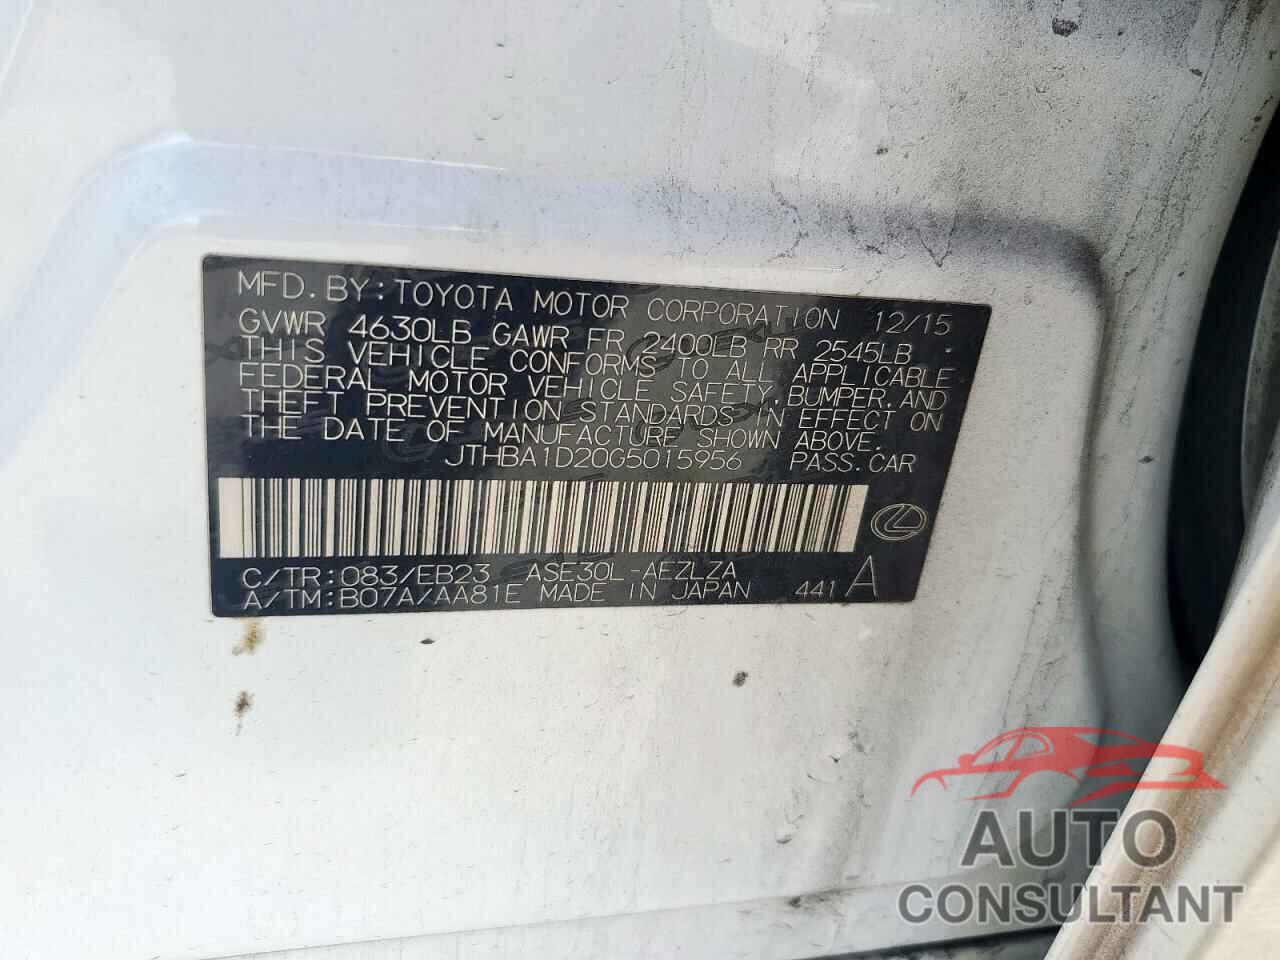 MFD. BY: TOYOTA MOTOR CORPORATION 12/15
GVWR 4630LB GAWR FR 2400LB RR 2545LB
THIS VEHICLE CONFORMS TO ALL APPLICABLE
FEDERAL MOTOR VEHICLE SAFETY, BUMPER, AND
THEFT PREVENTION STANDARDS IN EFFECT ON
THE DATE OF MANUFACTURE SHOWN ABOVE.
JTHBA1D20G5015956 PASS. CAR
C/TR: 083/EB23 ASE30L-AEZLZA
A/TM: B07A/AA81E MADE IN JAPAN 441 A
AUTO
CONSULTANT